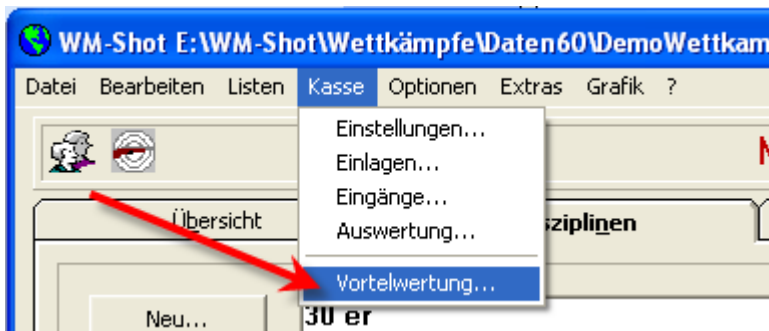 WM-Shot E:\WM-Shot\Wettkämpfe\Daten60\DemoWettkam
Datei Bearbeiten Listen Kasse Optionen Extras Grafik ?
Einstellungen...
Einlagen...
Eingänge...
Auswertung...
Vortelwertung...
Übersicht
sziplinen
Neu...
30 er